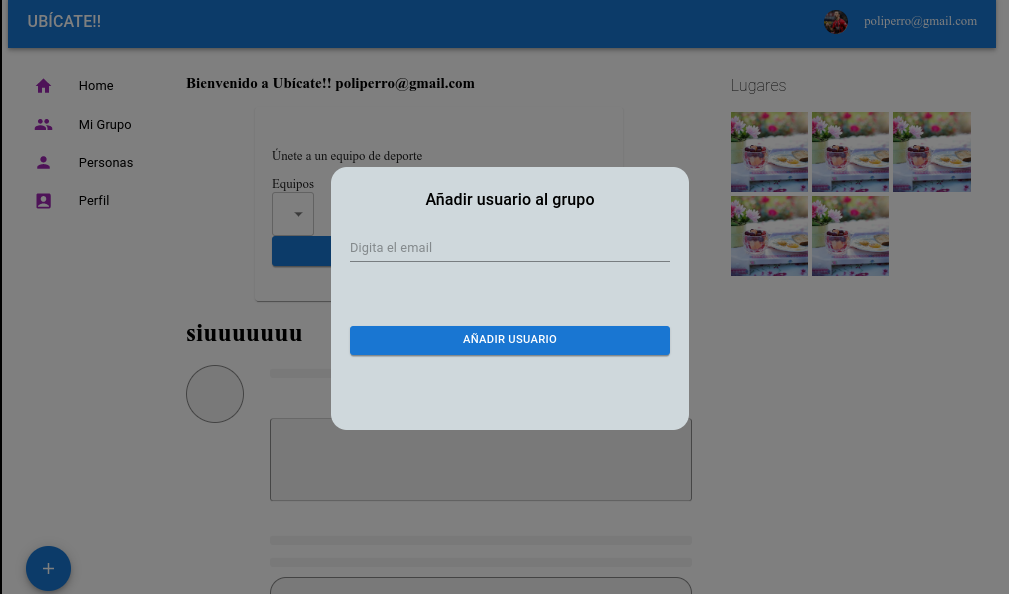 UBÍCATE!!
poliperro@gmail.com
Home
Mi Grupo
Personas
Perfil
Bienvenido a Ubícate!! poliperro@gmail.com
Únete a un equipo de deporte
Equipos
Añadir usuario al grupo
Digita el email
AÑADIR USUARIO
siuuuuuuu
Lugares
+